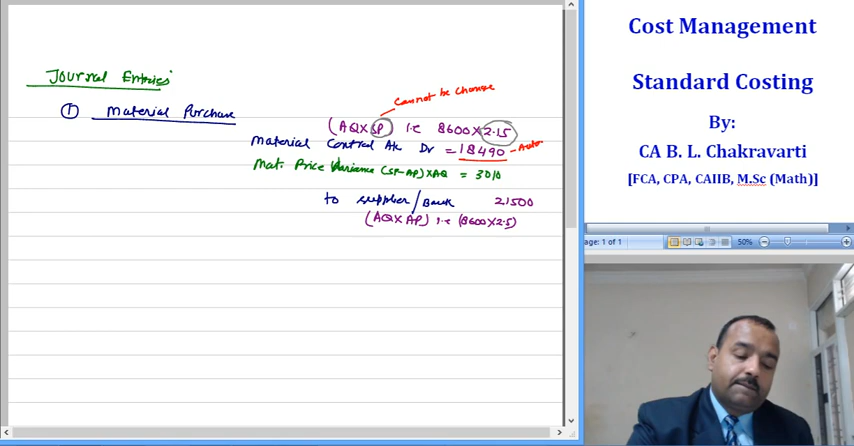 Journal Entries
① Material Purchase
Cannot be change
(AQ×SP) i.e 8600×2.15
Material Control A/c Dr = 18490 - Auto
Mat. Price Variance (SP-AP)×AQ = 3010
to supplier/Bank 21500
(AQ×AP) i.e (8600×2.5)
Cost Management
Standard Costing
By:
CA B. L. Chakravarti
[FCA, CPA, CAIIB, M.Sc (Math)]
age: 1 of 1
50%